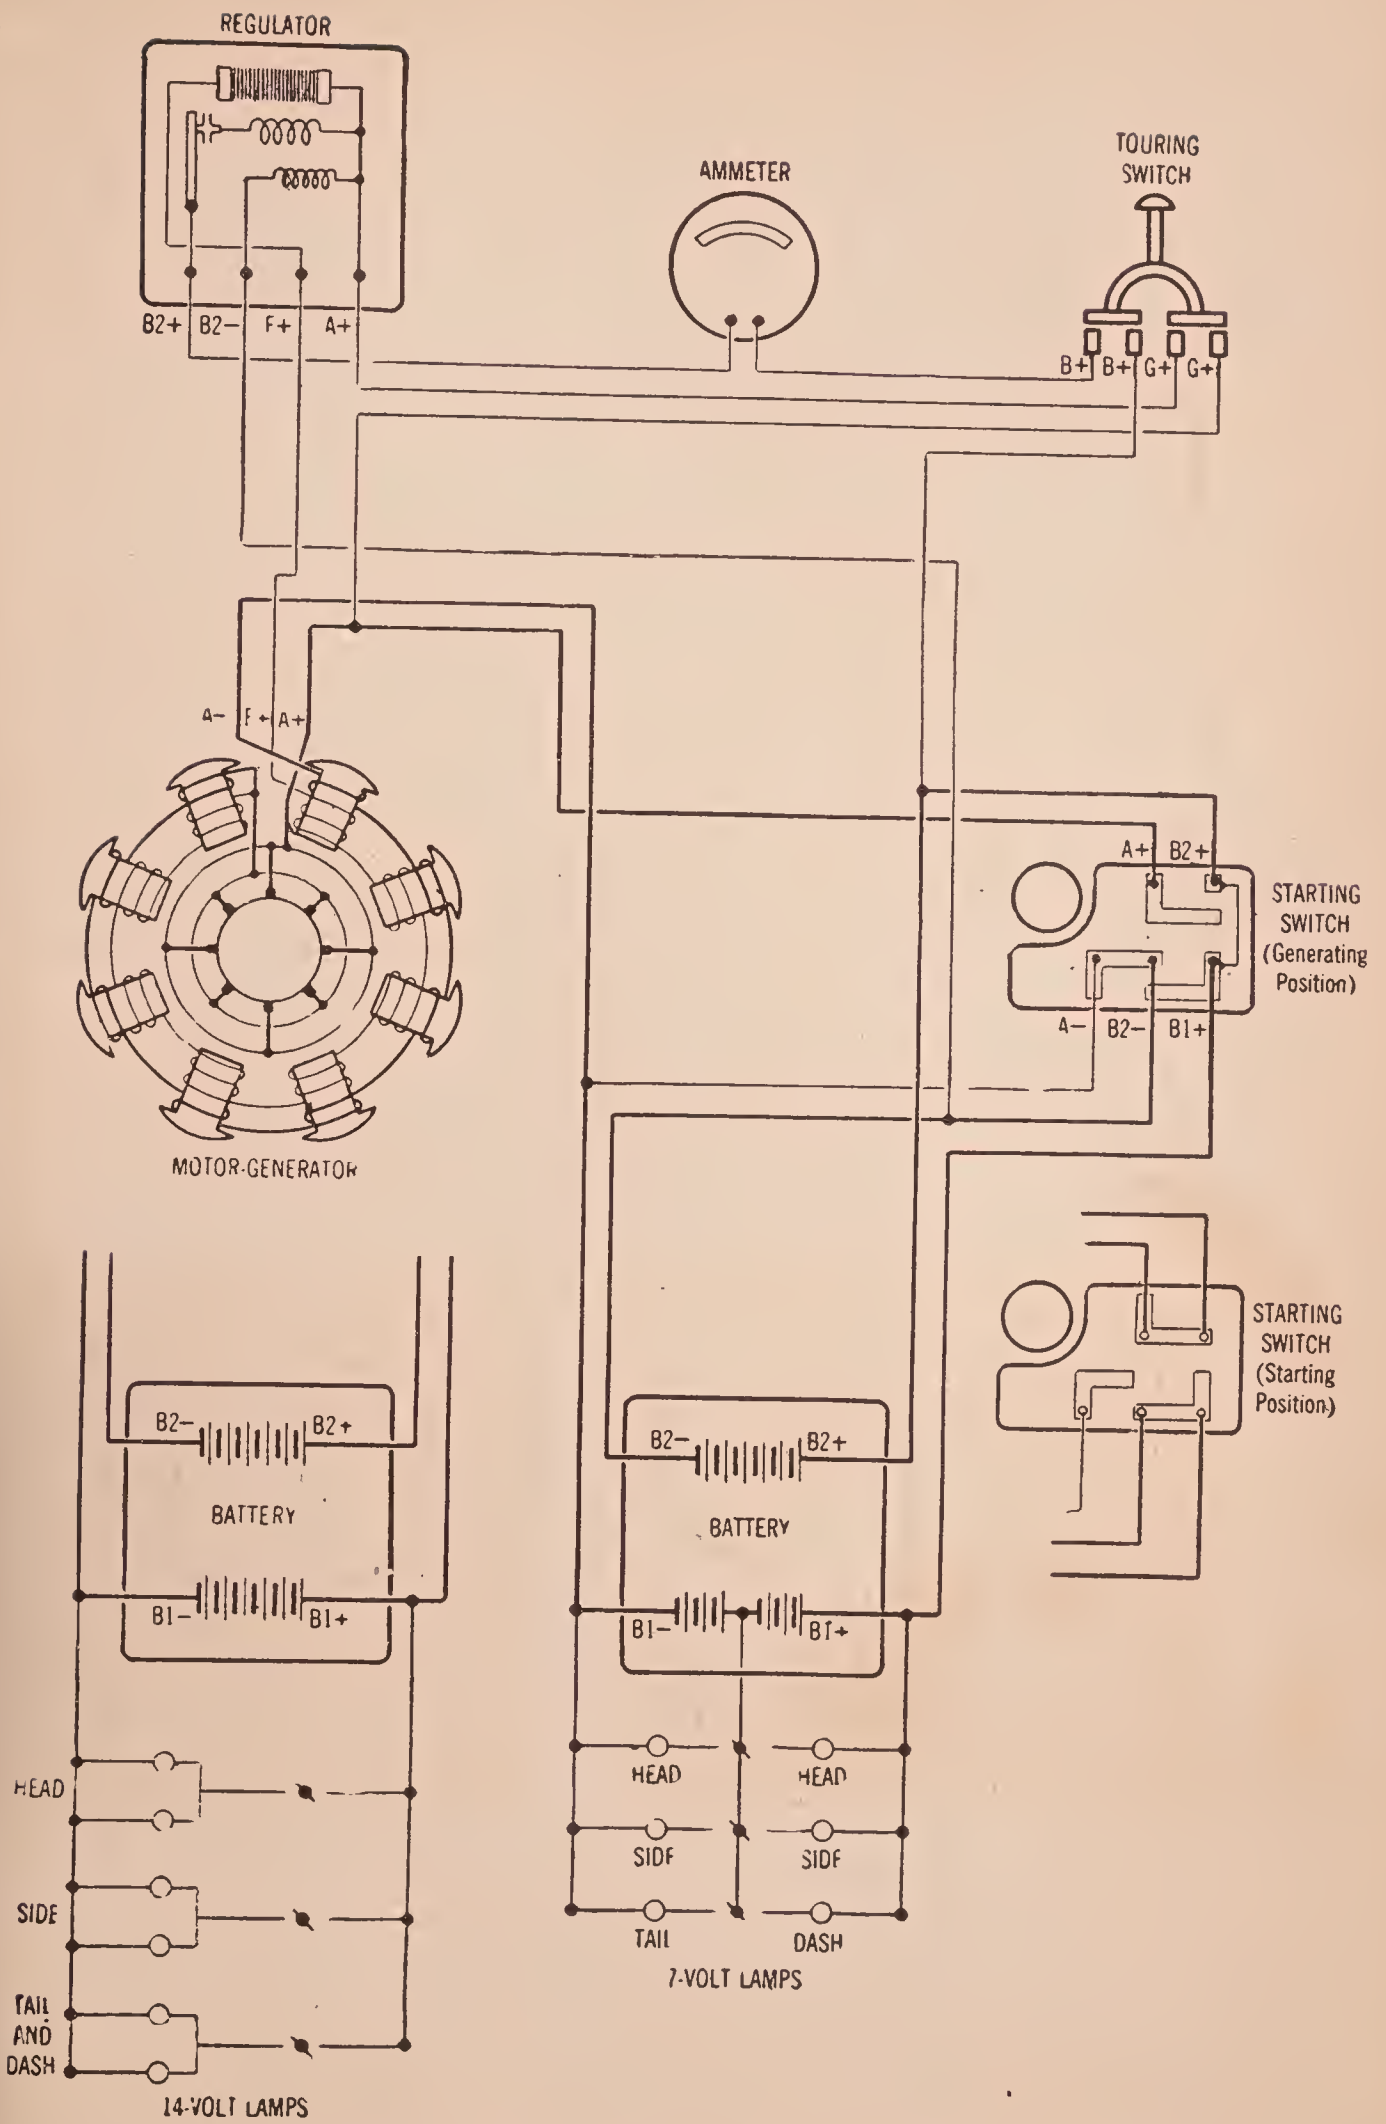 REGULATOR
B2+ B2- F+ A+
AMMETER
TOURING
SWITCH
B+ B+ G+ G+
A- F+ A+
MOTOR-GENERATOR
A+ B2+
STARTING
SWITCH
(Generating
Position)
A- B2- B1+
STARTING
SWITCH
(Starting
Position)
B2- B2+
BATTERY
B1- B1+
HEAD
SIDE
TAIL
AND
DASH
14-VOLT LAMPS
B2- B2+
BATTERY
B1- B1+
HEAD HEAD
SIDE SIDE
TAIL DASH
7-VOLT LAMPS